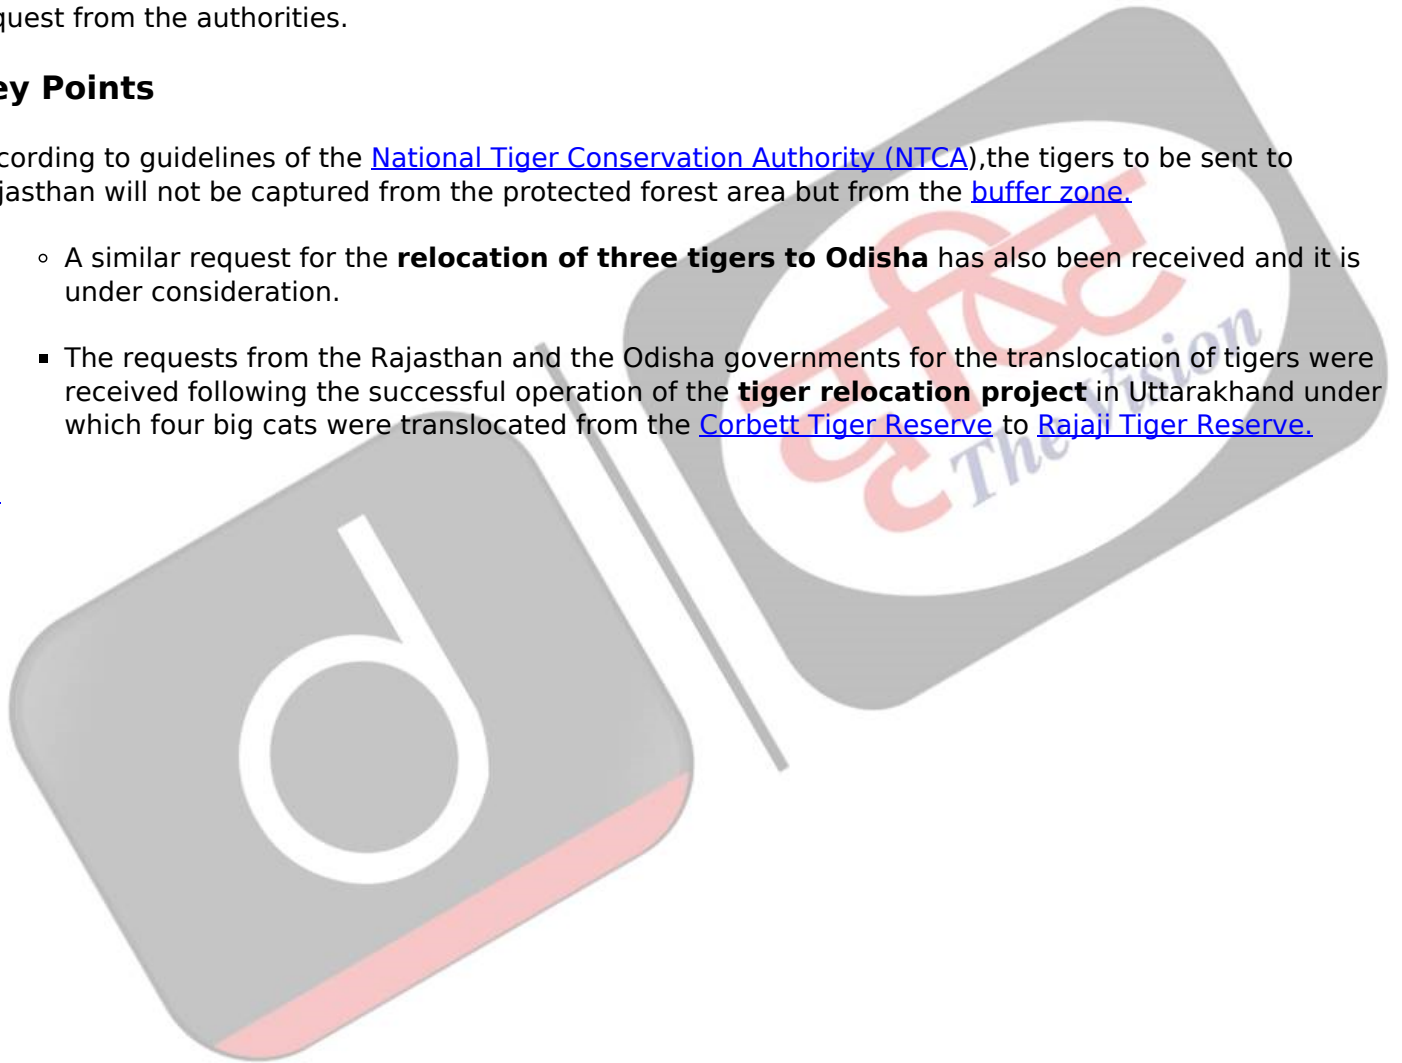 quest from the authorities.
ey Points
cording to guidelines of the National Tiger Conservation Authority (NTCA),the tigers to be sent to
jasthan will not be captured from the protected forest area but from the buffer zone.
A similar request for the relocation of three tigers to Odisha has also been received and it is
under consideration.
The requests from the Rajasthan and the Odisha governments for the translocation of tigers were
received following the successful operation of the tiger relocation project in Uttarakhand under
which four big cats were translocated from the Corbett Tiger Reserve to Rajaji Tiger Reserve.
दृष्टि
The Vision
d